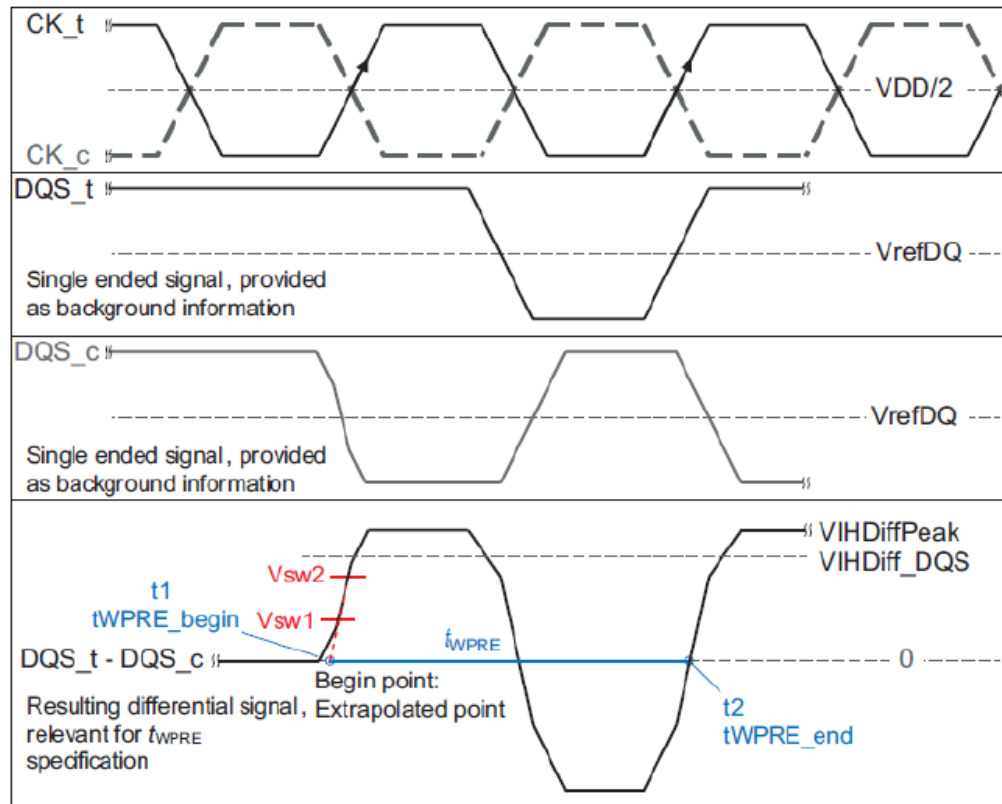 CK_t
VDD/2
CK_c
DQS_t
VrefDQ
Single ended signal, provided
as background information
DQS_c
VrefDQ
Single ended signal, provided
as background information
VIHDiffPeak
VIHDiff_DQS
Vsw2
t1
tWPRE_begin
Vsw1
tWPRE
DQS_t - DQS_c
0
Begin point:
Extrapolated point
Resulting differential signal,
relevant for tWPRE
specification
t2
tWPRE_end